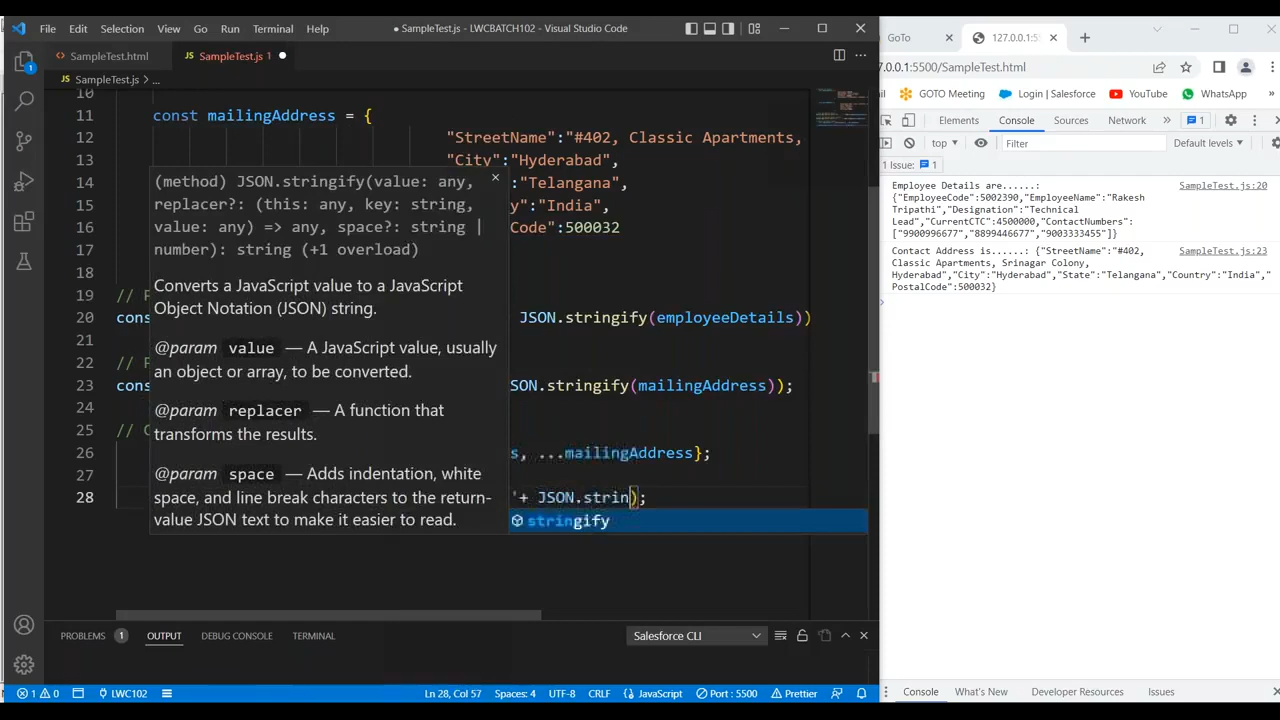 File Edit Selection View Go Run Terminal Help
● SampleTest.js - LWCBATCH102 - Visual Studio Code
SampleTest.html
SampleTest.js 1
SampleTest.js > ...
10
11 const mailingAddress = {
12 "StreetName":"#402, Classic Apartments,
13 "City":"Hyderabad",
14 :"Telangana",
15 y":"India",
16 Code":500032
17
18
19 // P
20 cons JSON.stringify(employeeDetails))
21
22 // P
23 cons SON.stringify(mailingAddress));
24
25 // C
26 s, ...mailingAddress};
27
28 '+ JSON.strin);
(method) JSON.stringify(value: any,
replacer?: (this: any, key: string,
value: any) => any, space?: string |
number): string (+1 overload)
Converts a JavaScript value to a JavaScript
Object Notation (JSON) string.
@param value — A JavaScript value, usually
an object or array, to be converted.
@param replacer — A function that
transforms the results.
@param space — Adds indentation, white
space, and line break characters to the return-
value JSON text to make it easier to read.
stringify
PROBLEMS 1 OUTPUT DEBUG CONSOLE TERMINAL
Salesforce CLI
1 0 LWC102 Ln 28, Col 57 Spaces: 4 UTF-8 CRLF JavaScript Port : 5500 Prettier
GoTo
127.0.0.1:55
7.0.0.1:5500/SampleTest.html
il GOTO Meeting Login | Salesforce YouTube WhatsApp
Elements Console Sources Network » 1
top Filter Default levels
1 Issue: 1
Employee Details are......: SampleTest.js:20
{"EmployeeCode":5002390,"EmployeeName":"Rakesh
Tripathi","Designation":"Technical
Lead","CurrentCTC":4500000,"ContactNumbers":
["9900996677","8899446677","9003333455"]}
Contact Address is......: {"StreetName":"#402, SampleTest.js:23
Classic Apartments, Srinagar Colony,
Hyderabad","City":"Hyderabad","State":"Telangana","Country":"India","
PostalCode":500032}
Console What's New Developer Resources Issues